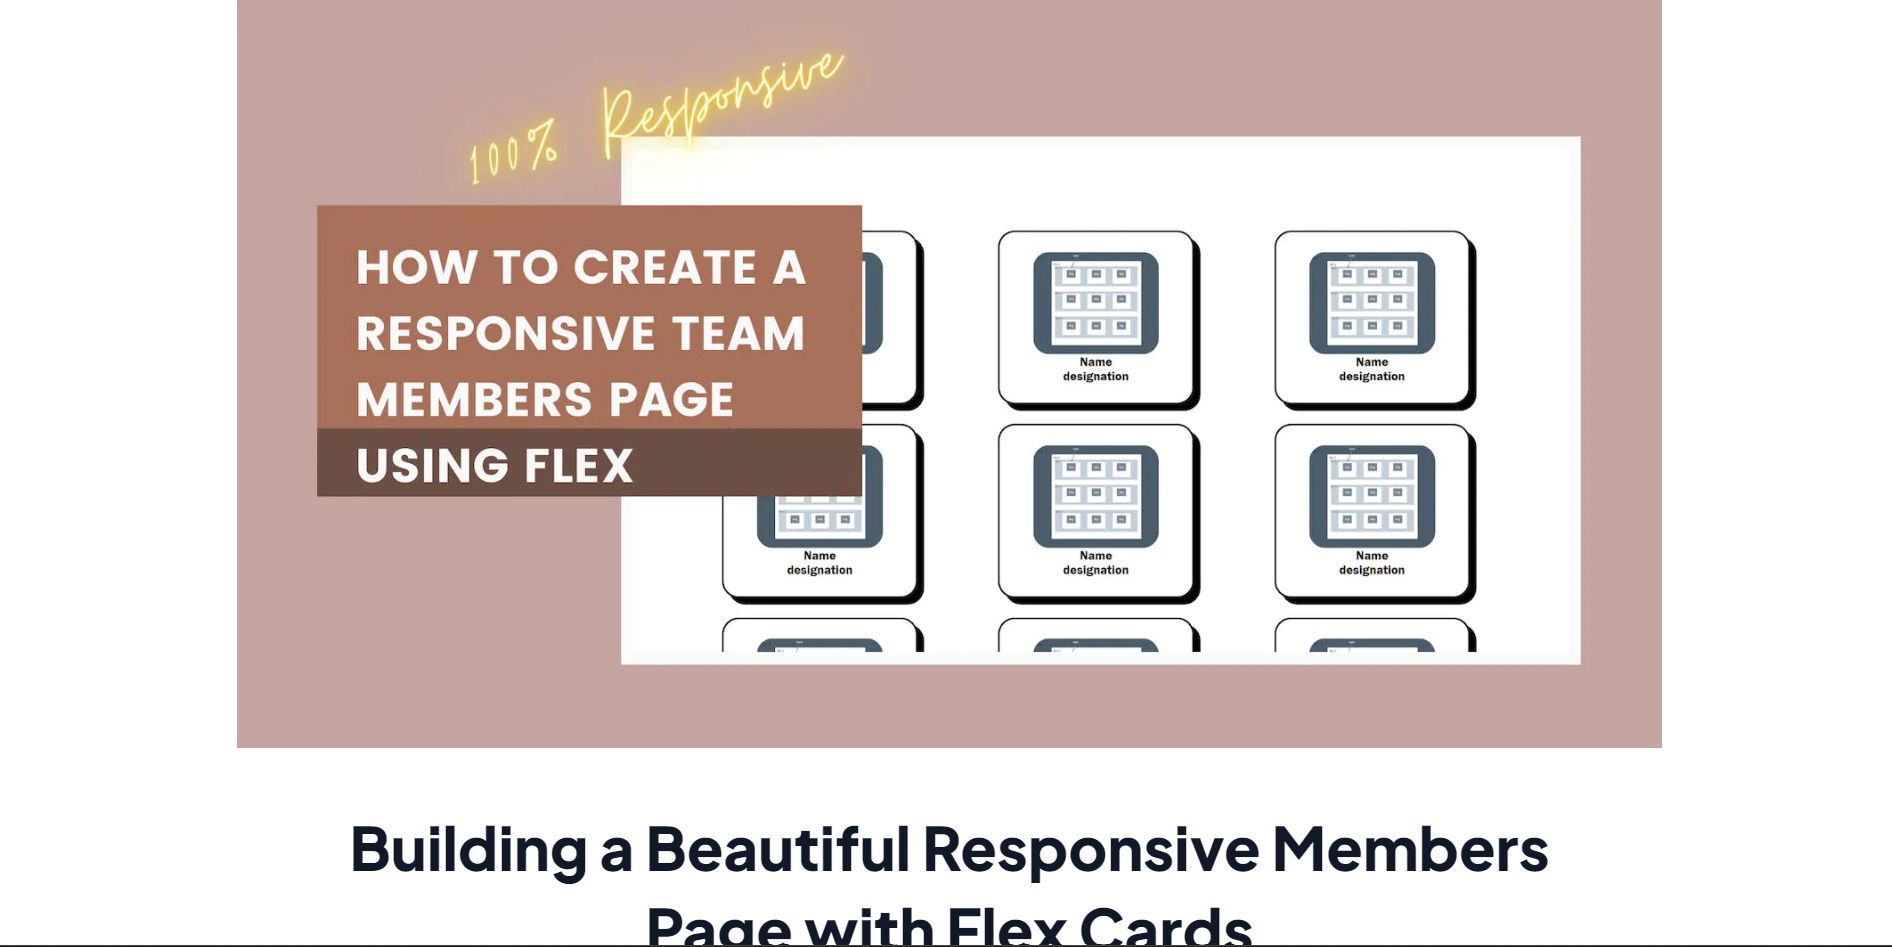 100% Responsive
HOW TO CREATE A
RESPONSIVE TEAM
MEMBERS PAGE
USING FLEX
Name
designation
Name
designation
Name
designation
Name
designation
Name
designation
Building a Beautiful Responsive Members
Page with Flex Cards